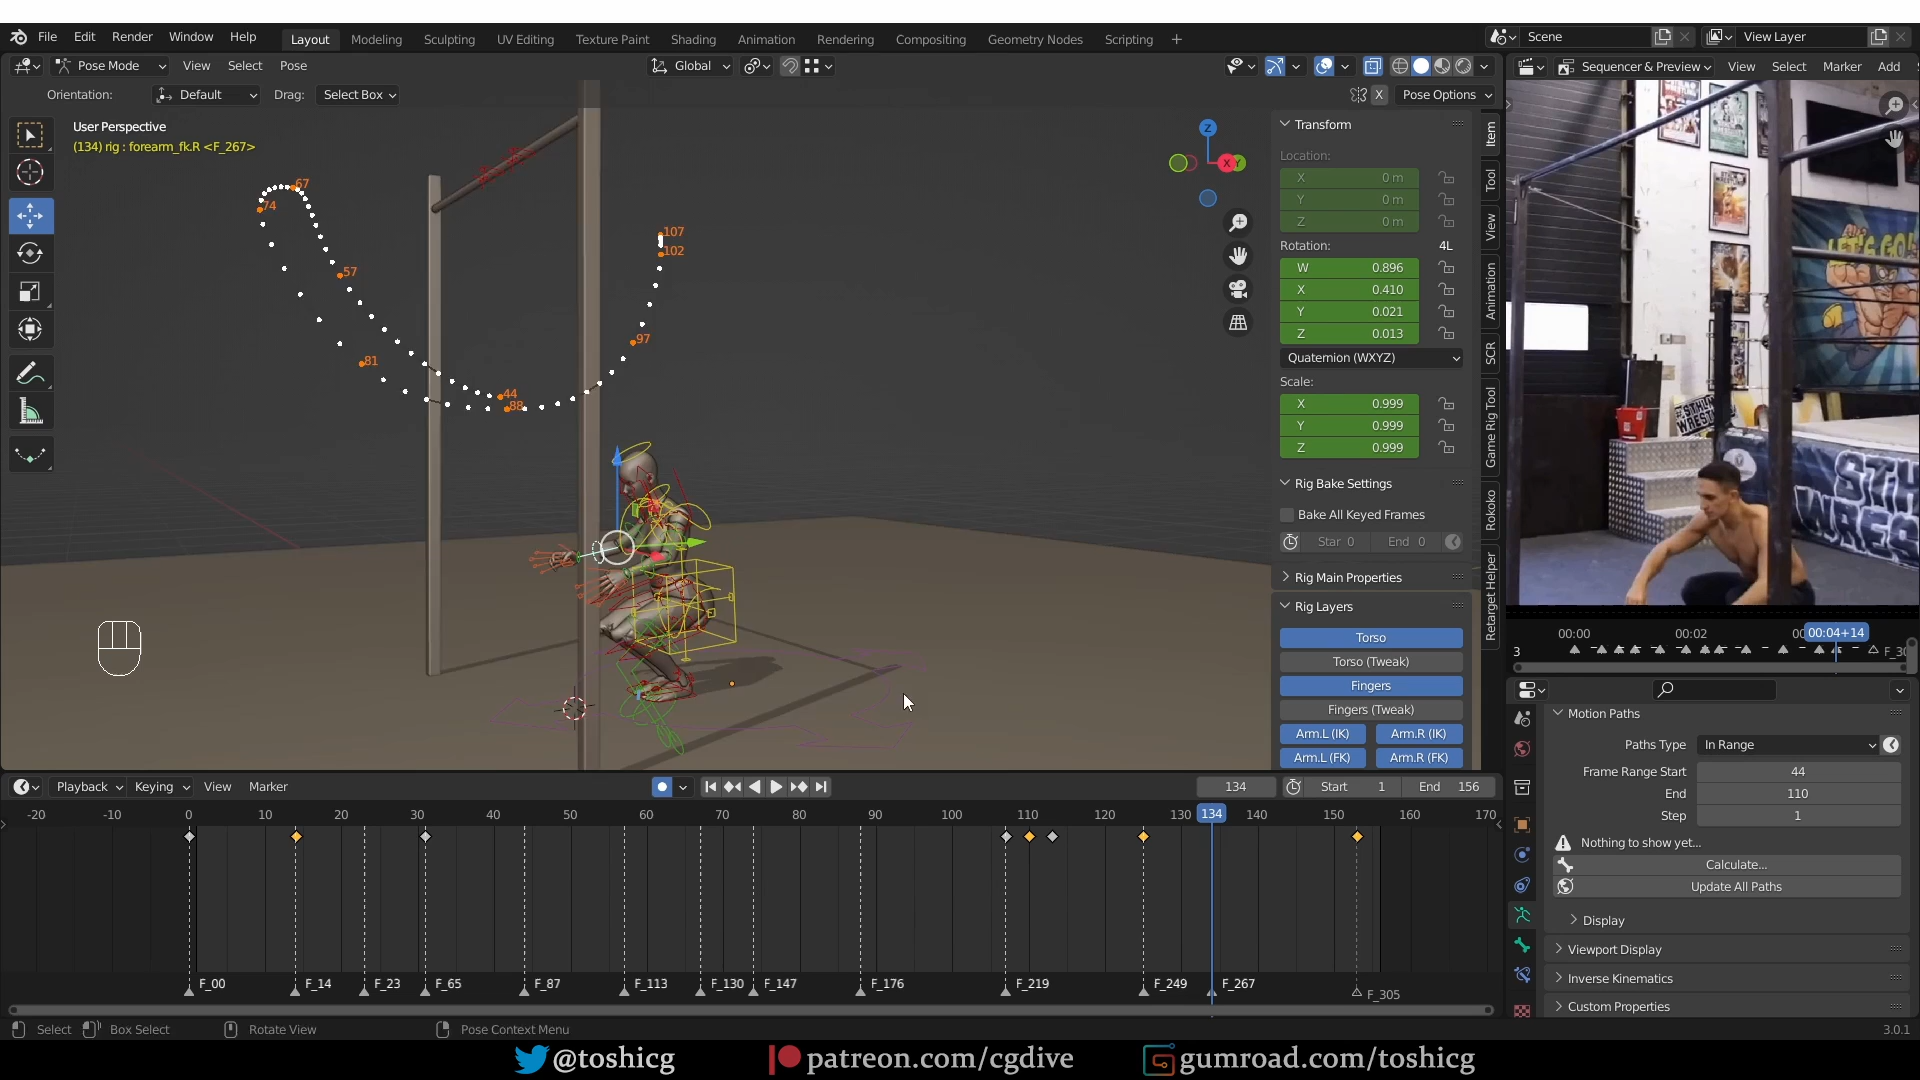 File Edit Render Window Help Layout Modeling Sculpting UV Editing Texture Paint Shading Animation Rendering Compositing Geometry Nodes Scripting + Scene View Layer
Pose Mode View Select Pose Global Sequencer & Preview View Select Marker Add
Orientation: Default Drag: Select Box X Pose Options
User Perspective
(134) rig : forearm_fk.R <F_267>
Z
X Y
67
74
57
107
102
97
81
44
88
Transform
Location:
X 0 m
Y 0 m
Z 0 m
Rotation: 4L
W 0.896
X 0.410
Y 0.021
Z 0.013
Quaternion (WXYZ)
Scale:
X 0.999
Y 0.999
Z 0.999
Rig Bake Settings
Bake All Keyed Frames
Star 0 End 0
Rig Main Properties
Rig Layers
Torso
Torso (Tweak)
Fingers
Fingers (Tweak)
Arm.L (IK) Arm.R (IK)
Arm.L (FK) Arm.R (FK)
Item
Tool
View
Animation
SCR
Game Rig Tool
Rokoko
Retarget Helper
LET'S GO!
STH
WRES
00:00 00:02 00:04+14
3 F_30
Motion Paths
Paths Type In Range
Frame Range Start 44
End 110
Step 1
Nothing to show yet...
Calculate...
Update All Paths
Display
Viewport Display
Inverse Kinematics
Custom Properties
Playback Keying View Marker 134 Start 1 End 156
-20 -10 0 10 20 30 40 50 60 70 80 90 100 110 120 130 134 140 150 160 170
F_00 F_14 F_23 F_65 F_87 F_113 F_130 F_147 F_176 F_219 F_249 F_267 F_305
Select Box Select Rotate View Pose Context Menu 3.0.1
@toshicg patreon.com/cgdive gumroad.com/toshicg